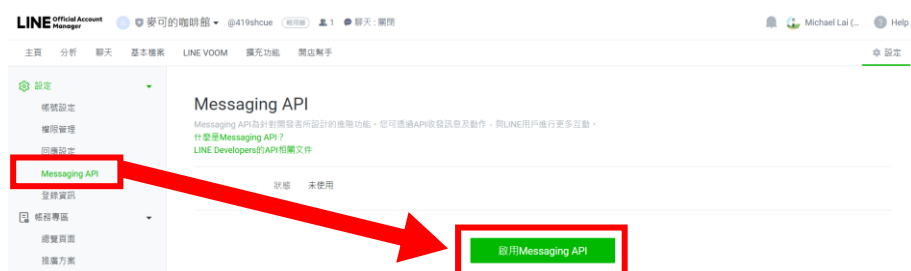 LINE Official Account Manager
麥可的咖啡館 @419shcue 輕用量 1 聊天：關閉
Michael Lai (... Help
主頁 分析 聊天 基本檔案 LINE VOOM 擴充功能 開店幫手 設定
設定
帳號設定
權限管理
回應設定
Messaging API
登錄資訊
帳務專區
總覽頁面
推廣方案
Messaging API
Messaging API為針對開發者所設計的進階功能。您可透過API收發訊息及動作，與LINE用戶進行更多互動。
什麼是Messaging API？
LINE Developers的API相關文件
狀態 未使用
啟用Messaging API